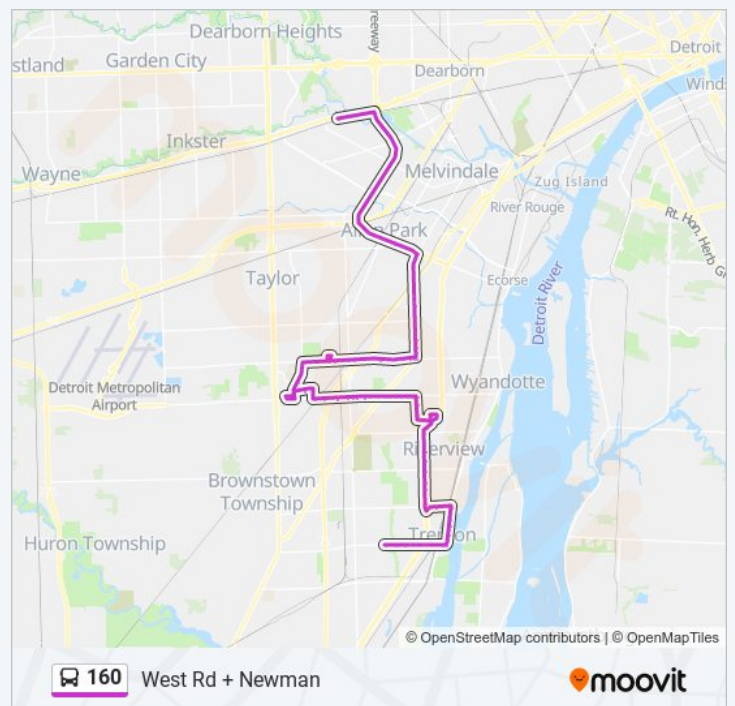 Dearborn Heights
reeway
Detroit
stland
Garden City
Dearborn
Wind
Inkster
Melvindale
Wayne
Zug Island
River Rouge
Rt. Hon. Herb G
Allen Park
Taylor
Ecorse
Detroit River
Detroit Metropolitan
Airport
Wyandotte
Riverview
Brownstown
Township
Huron Township
Trenton
© OpenStreetMap contributors | © OpenMapTiles
160 West Rd + Newman
moovit